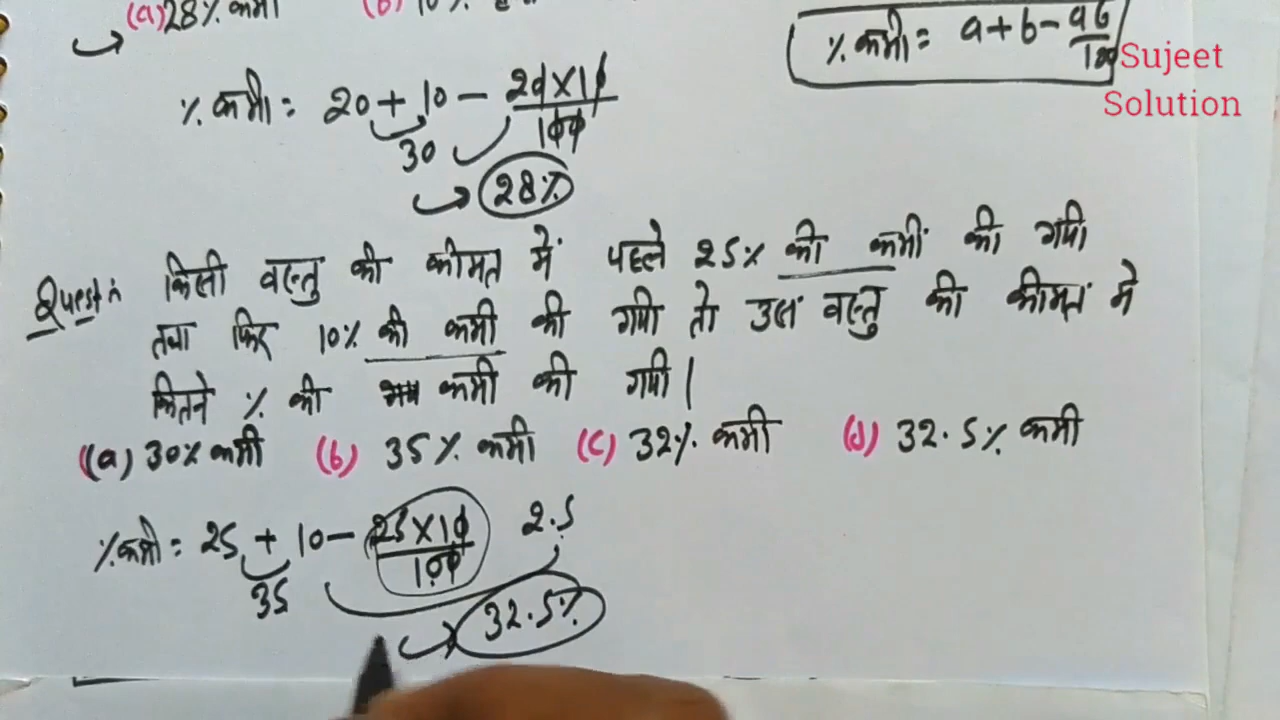 (a) 28% कमी (b) 10%
% कमी = a + b - ab/100
Sujeet
Solution
% कमी = 20 + 10 - 20 X 10/100
30
28%
Question किसी वस्तु की कीमत में पहले 25% की कमी की गयी
तथा फिर 10% की कमी की गयी तो उस वस्तु की कीमत में
कितने % की कमी की गयी |
(a) 30% कमी (b) 35% कमी (c) 32% कमी (d) 32.5% कमी
% कमी = 25 + 10 - 25 X 10/100 2.5
35
32.5%